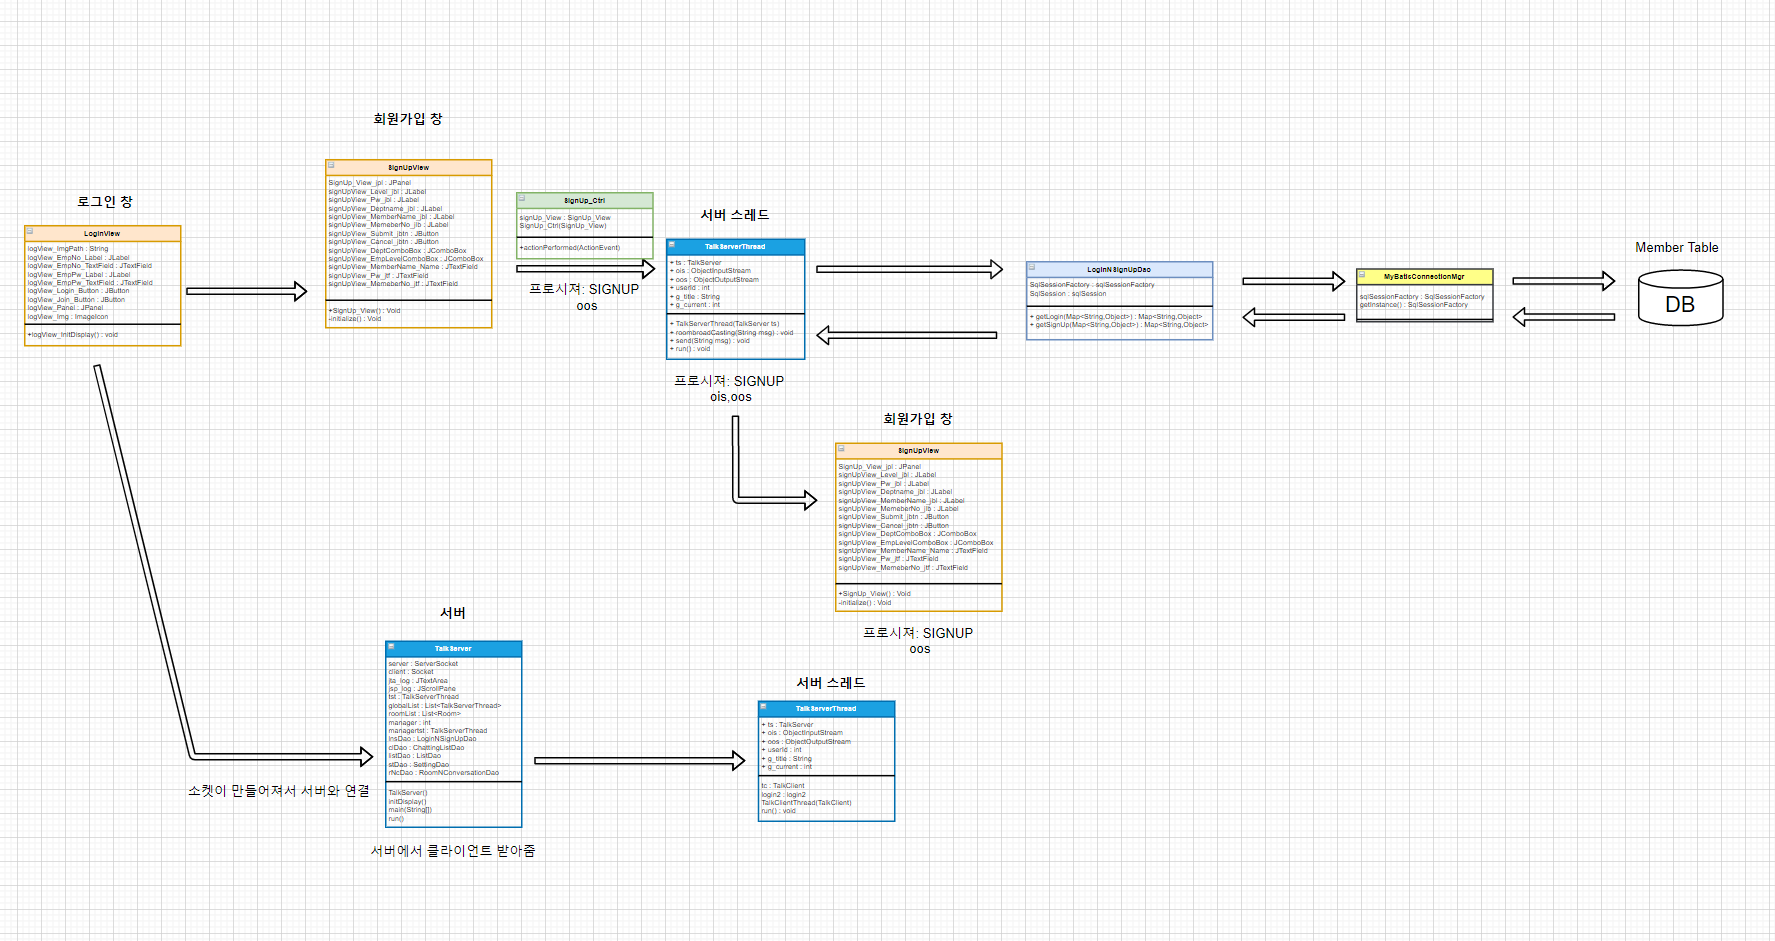 회원가입 창
SignUpView
SignUp_View_jpl : JPanel
signUpView_Level_jbl : JLabel
signUpView_Pw_jbl : JLabel
signUpView_Deptname_jbl : JLabel
signUpView_MemberName_jbl : JLabel
signUpView_MemeberNo_jlb : JLabel
signUpView_Submit_jbtn : JButton
signUpView_Cancel_jbtn : JButton
signUpView_DeptComboBox : JComboBox
signUpView_EmpLevelComboBox : JComboBox
signUpView_MemberName_Name : JTextField
signUpView_Pw_jtf : JTextField
signUpView_MemeberNo_jtf : JTextField
+SignUp_View() : Void
-initialize() : Void
로그인 창
LoginView
logView_ImgPath : String
logView_EmpNo_Label : JLabel
logView_EmpNo_TextField : JTextField
logView_EmpPw_Label : JLabel
logView_EmpPw_TextField : JTextField
logView_Login_Button : JButton
logView_Join_Button : JButton
logView_Panel : JPanel
logView_Img : ImageIcon
+logView_InitDisplay() : void
SignUp_Ctrl
signUp_View : SignUp_View
SignUp_Ctrl(SignUp_View)
+actionPerformed(ActionEvent)
프로시져: SIGNUP
oos
서버 스레드
TalkServerThread
+ ts : TalkServer
+ ois : ObjectInputStream
+ oos : ObjectOutputStream
+ userId : int
+ g_title : String
+ g_current : int
+ TalkServerThread(TalkServer ts)
+ roombroadCasting(String msg) : void
+ send(String msg) : void
+ run() : void
프로시져: SIGNUP
ois,oos
LoginNSignUpDao
SqlSessionFactory : sqlSessionFactory
SqlSession : sqlSession
+ getLogin(Map<String,Object>) : Map<String,Object>
+ getSignUp(Map<String,Object>) : Map<String,Object>
MyBatisConnectionMgr
sqlSessionFactory : SqlSessionFactory
getInstance() : SqlSessionFactory
Member Table
DB
회원가입 창
SignUpView
SignUp_View_jpl : JPanel
signUpView_Level_jbl : JLabel
signUpView_Pw_jbl : JLabel
signUpView_Deptname_jbl : JLabel
signUpView_MemberName_jbl : JLabel
signUpView_MemeberNo_jlb : JLabel
signUpView_Submit_jbtn : JButton
signUpView_Cancel_jbtn : JButton
signUpView_DeptComboBox : JComboBox
signUpView_EmpLevelComboBox : JComboBox
signUpView_MemberName_Name : JTextField
signUpView_Pw_jtf : JTextField
signUpView_MemeberNo_jtf : JTextField
+SignUp_View() : Void
-initialize() : Void
프로시져: SIGNUP
oos
서버
TalkServer
server : ServerSocket
client : Socket
jta_log : JTextArea
jsp_log : JScrollPane
tst : TalkServerThread
globalList : List<TalkServerThread>
roomList : List<Room>
manager : int
managertst : TalkServerThread
lnsDao : LoginNSignUpDao
clDao : ChattingListDao
listDao : ListDao
stDao : SettingDao
rNcDao : RoomNConversationDao
TalkServer()
initDisplay()
main(String[])
run()
소켓이 만들어져서 서버와 연결
서버에서 클라이언트 받아줌
서버 스레드
TalkServerThread
+ ts : TalkServer
+ ois : ObjectInputStream
+ oos : ObjectOutputStream
+ userId : int
+ g_title : String
+ g_current : int
tc : TalkClient
login2 : login2
TalkClientThread(TalkClient)
run() : void